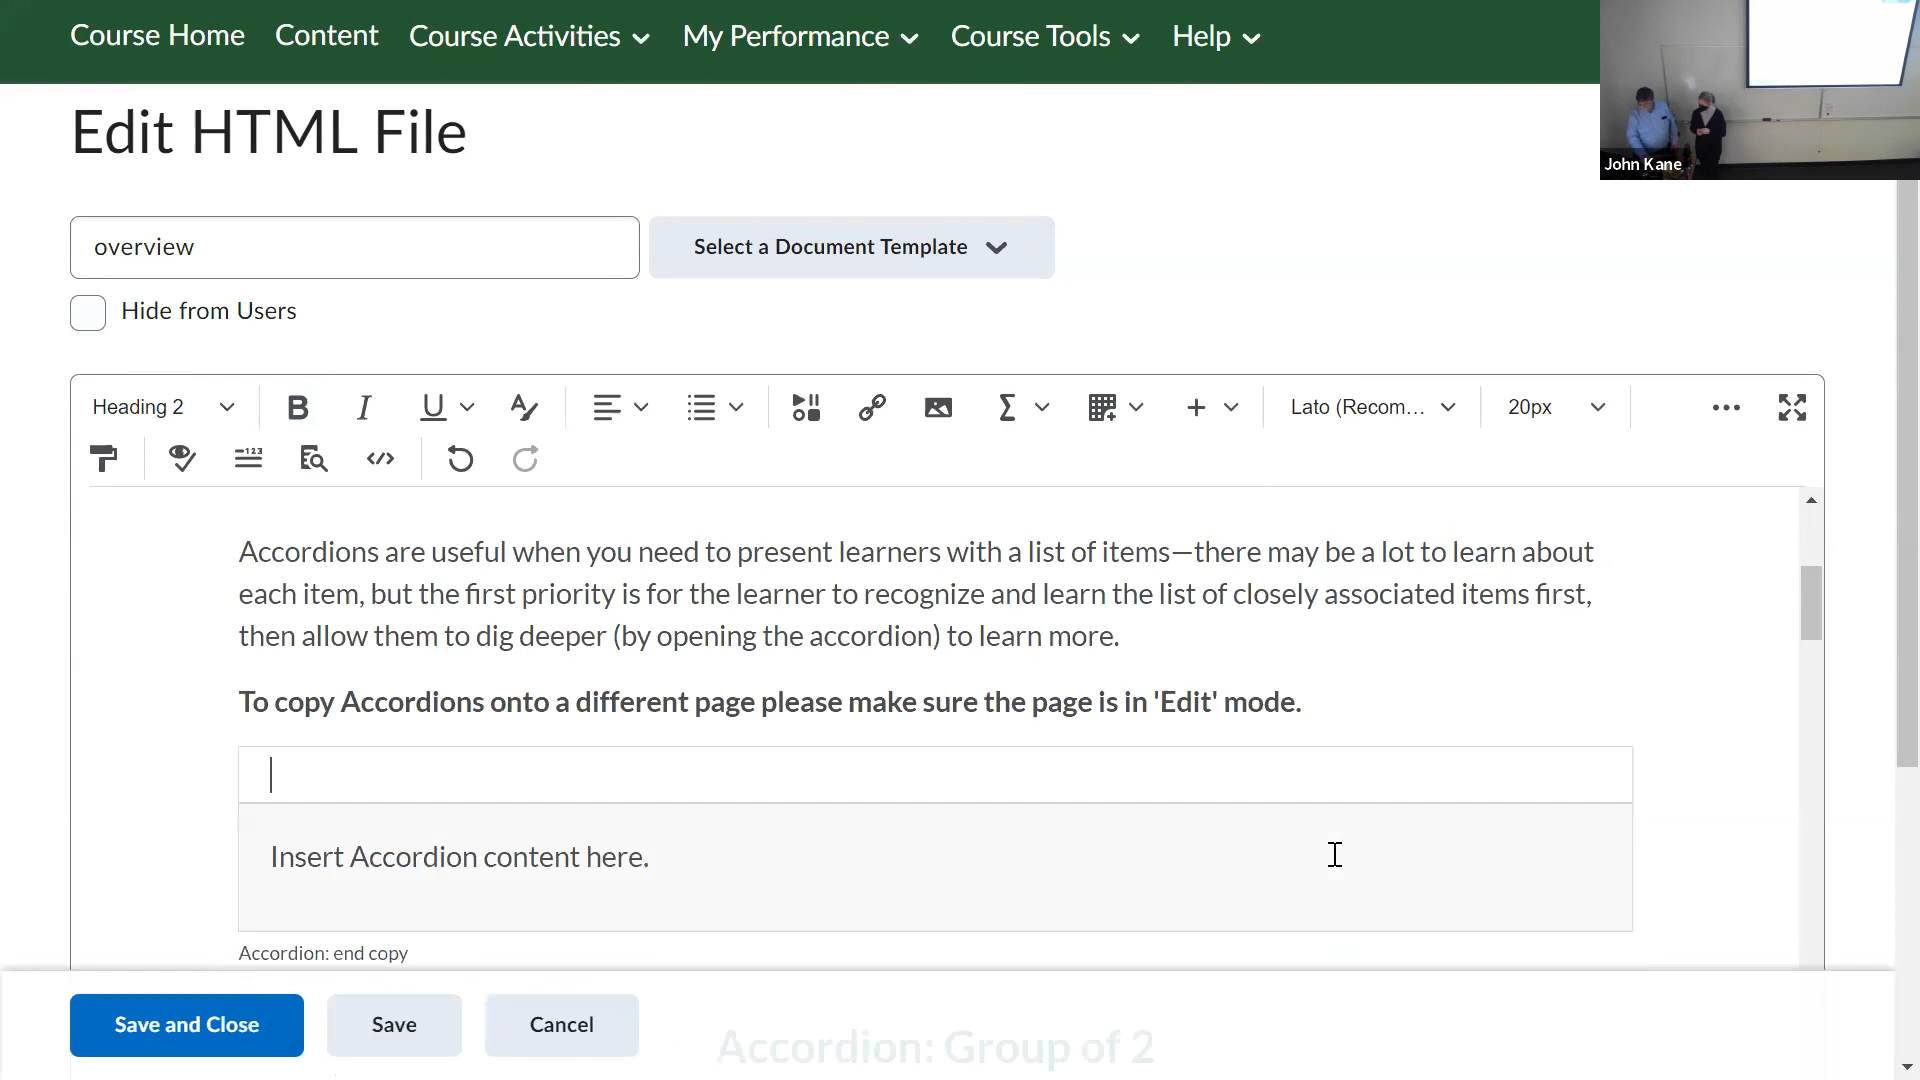 Course Home Content Course Activities My Performance Course Tools Help
John Kane
Edit HTML File
overview Select a Document Template
Hide from Users
Heading 2 Lato (Recom... 20px
Accordions are useful when you need to present learners with a list of items—there may be a lot to learn about
each item, but the first priority is for the learner to recognize and learn the list of closely associated items first,
then allow them to dig deeper (by opening the accordion) to learn more.
To copy Accordions onto a different page please make sure the page is in 'Edit' mode.
Insert Accordion content here.
Accordion: end copy
Save and Close Save Cancel
Accordion: Group of 2